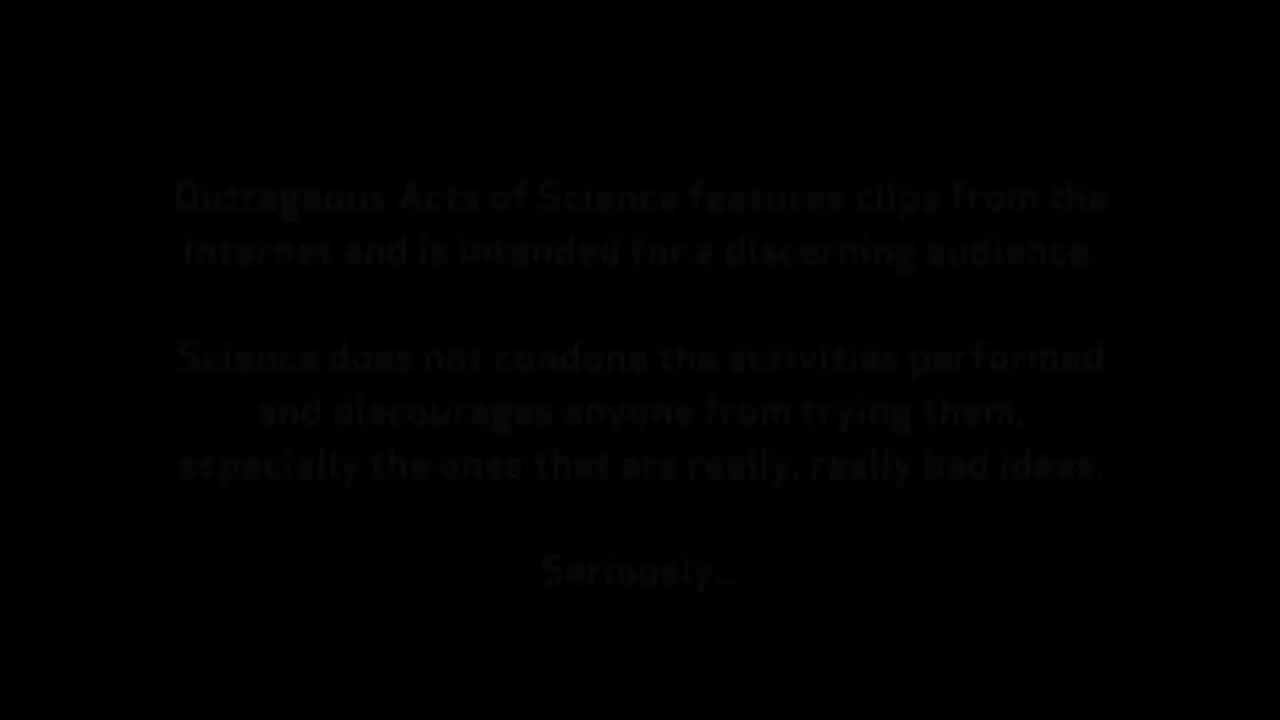 Outrageous Acts of Science features clips from the
internet and is intended for a discerning audience.
Science does not condone the activities performed
and discourages anyone from trying them,
especially the ones that are really, really bad ideas.
Seriously...